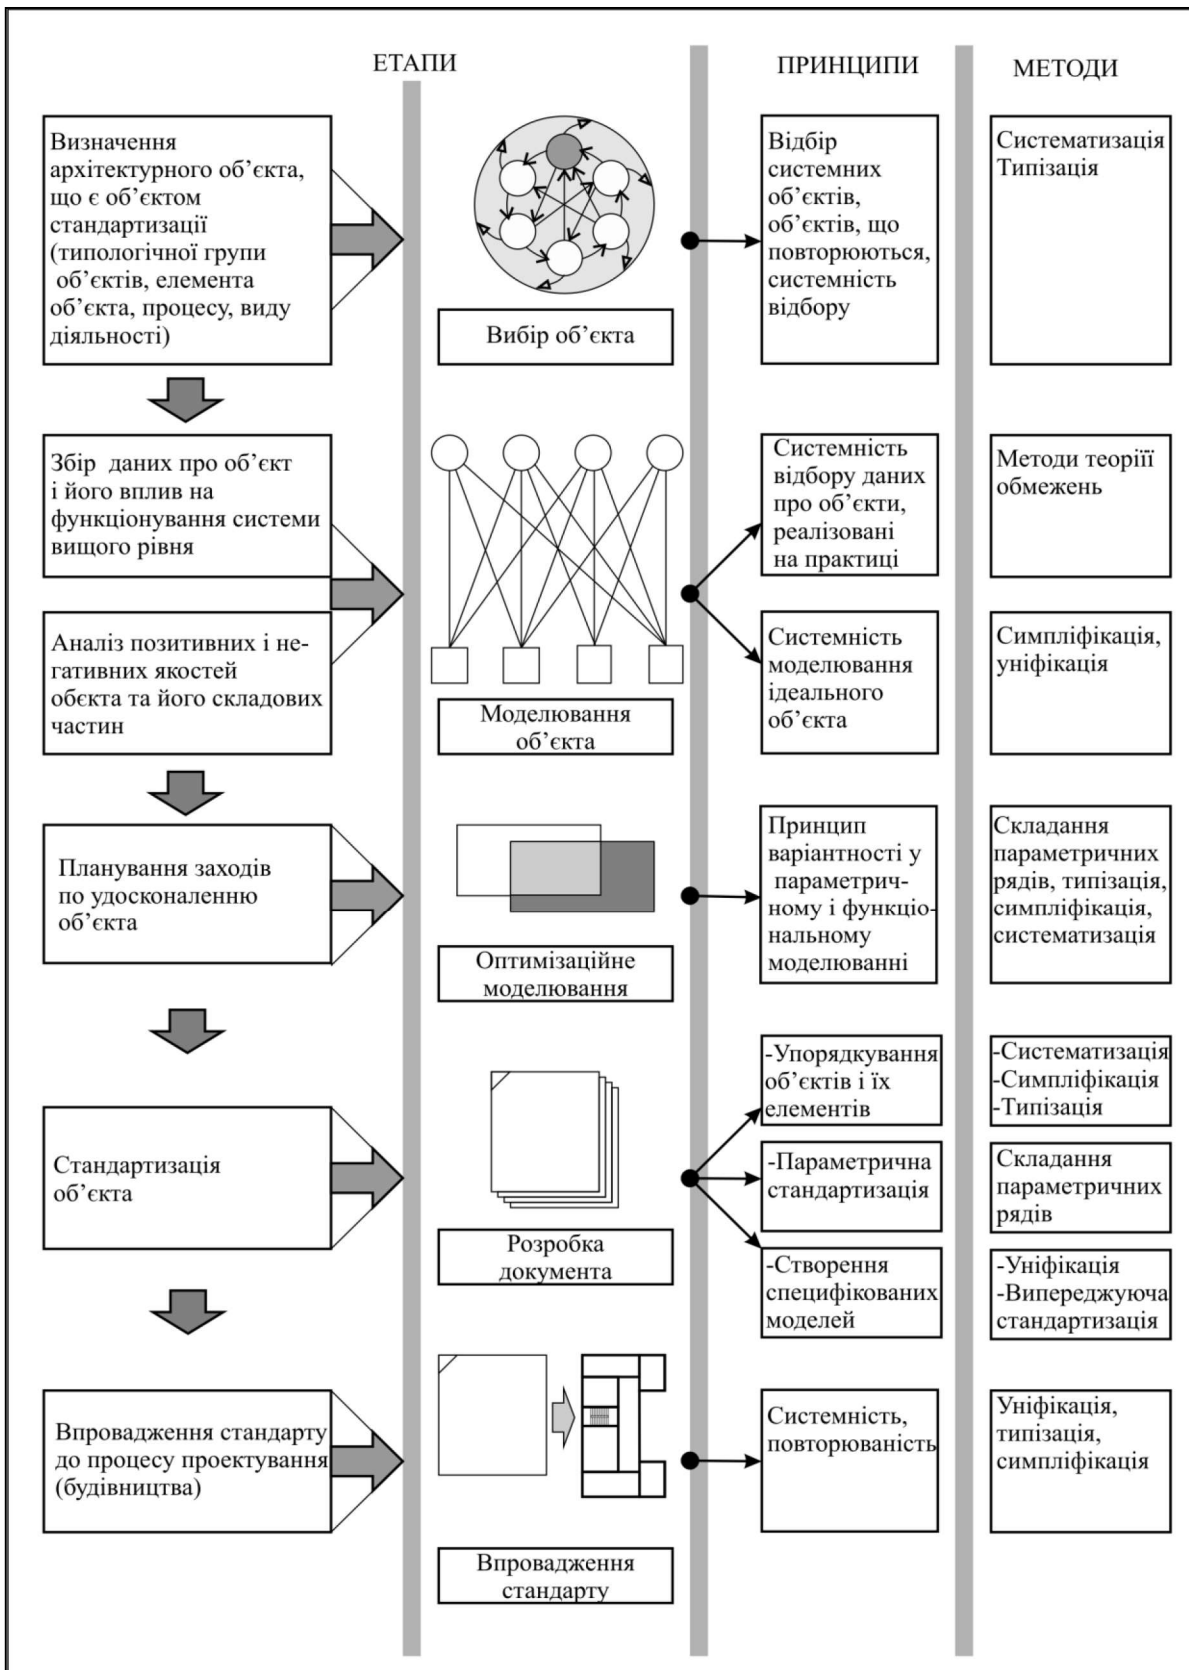 ЕТАПИ
ПРИНЦИПИ
МЕТОДИ
Визначення
архітектурного об’єкта,
що є об’єктом
стандартизації
(типологічної групи
об’єктів, елемента
об’єкта, процесу, виду
діяльності)
Вибір об’єкта
Відбір
системних
об’єктів,
об’єктів, що
повторюються,
системність
відбору
Систематизація
Типізація
Збір даних про об’єкт
і його вплив на
функціонування системи
вищого рівня
Аналіз позитивних і не-
гативних якостей
обєкта та його складових
частин
Моделювання
об’єкта
Системність
відбору даних
про об’єкти,
реалізовані
на практиці
Методи теоріїї
обмежень
Системність
моделювання
ідеального
об’єкта
Симпліфікація,
уніфікація
Планування заходів
по удосконаленню
об’єкта
Оптимізаційне
моделювання
Принцип
варіантності у
параметрич-
ному і функціо-
нальному
моделюванні
Складання
параметричних
рядів, типізація,
симпліфікація,
систематизація
Стандартизація
об’єкта
Розробка
документа
-Упорядкування
об’єктів і їх
елементів
-Систематизація
-Симпліфікація
-Типізація
-Параметрична
стандартизація
Складання
параметричних
рядів
-Створення
специфікованих
моделей
-Уніфікація
-Випереджуюча
стандартизація
Впровадження стандарту
до процесу проектування
(будівництва)
Впровадження
стандарту
Системність,
повторюваність
Уніфікація,
типізація,
симпліфікація